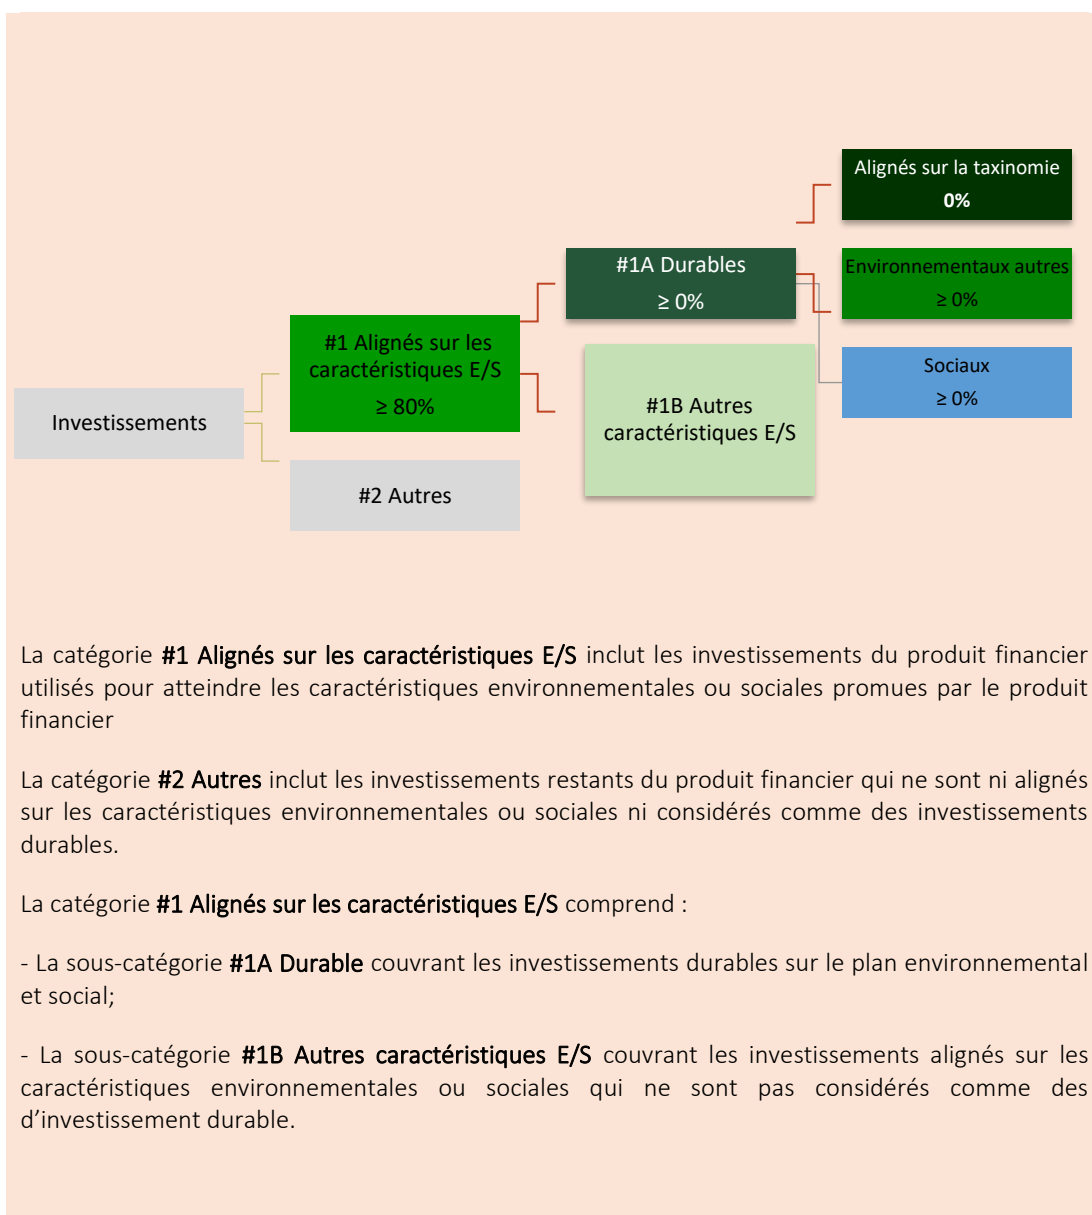 Alignés sur la taxinomie
0%
#1A Durables
≥ 0%
Environnementaux autres
≥ 0%
#1 Alignés sur les
caractéristiques E/S
≥ 80%
Sociaux
≥ 0%
#1B Autres
caractéristiques E/S
Investissements
#2 Autres
La catégorie #1 Alignés sur les caractéristiques E/S inclut les investissements du produit financier
utilisés pour atteindre les caractéristiques environnementales ou sociales promues par le produit
financier
La catégorie #2 Autres inclut les investissements restants du produit financier qui ne sont ni alignés
sur les caractéristiques environnementales ou sociales ni considérés comme des investissements
durables.
La catégorie #1 Alignés sur les caractéristiques E/S comprend :
- La sous-catégorie #1A Durable couvrant les investissements durables sur le plan environnemental
et social;
- La sous-catégorie #1B Autres caractéristiques E/S couvrant les investissements alignés sur les
caractéristiques environnementales ou sociales qui ne sont pas considérés comme des
d’investissement durable.